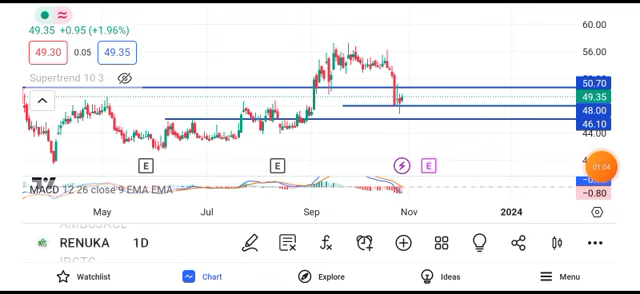 49.35 +0.95 (+1.96%)
49.30 0.05 49.35
Supertrend 10 3
60.00
56.00
50.70
49.35
48.00
46.10
44.00
E E E
01:04
MACD 12 26 close 9 EMA EMA
−0.80
May Jul Sep Nov 2024
RENUKA 1D
Watchlist Chart Explore Ideas Menu